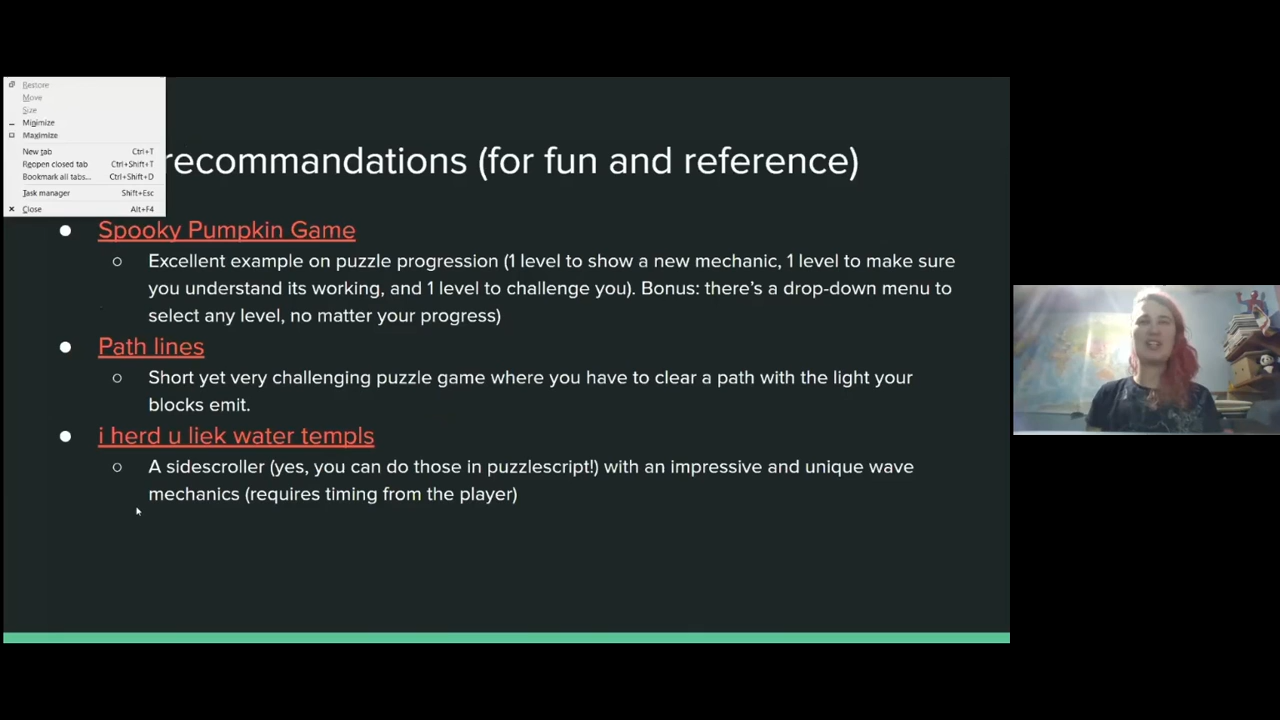 Restore
Move
Size
Minimize
Maximize
New tab Ctrl+T
Reopen closed tab Ctrl+Shift+T
Bookmark all tabs... Ctrl+Shift+D
Task manager Shift+Esc
Close Alt+F4
recommandations (for fun and reference)
Spooky Pumpkin Game
Excellent example on puzzle progression (1 level to show a new mechanic, 1 level to make sure
you understand its working, and 1 level to challenge you). Bonus: there’s a drop-down menu to
select any level, no matter your progress)
Path lines
Short yet very challenging puzzle game where you have to clear a path with the light your
blocks emit.
i herd u liek water templs
A sidescroller (yes, you can do those in puzzlescript!) with an impressive and unique wave
mechanics (requires timing from the player)